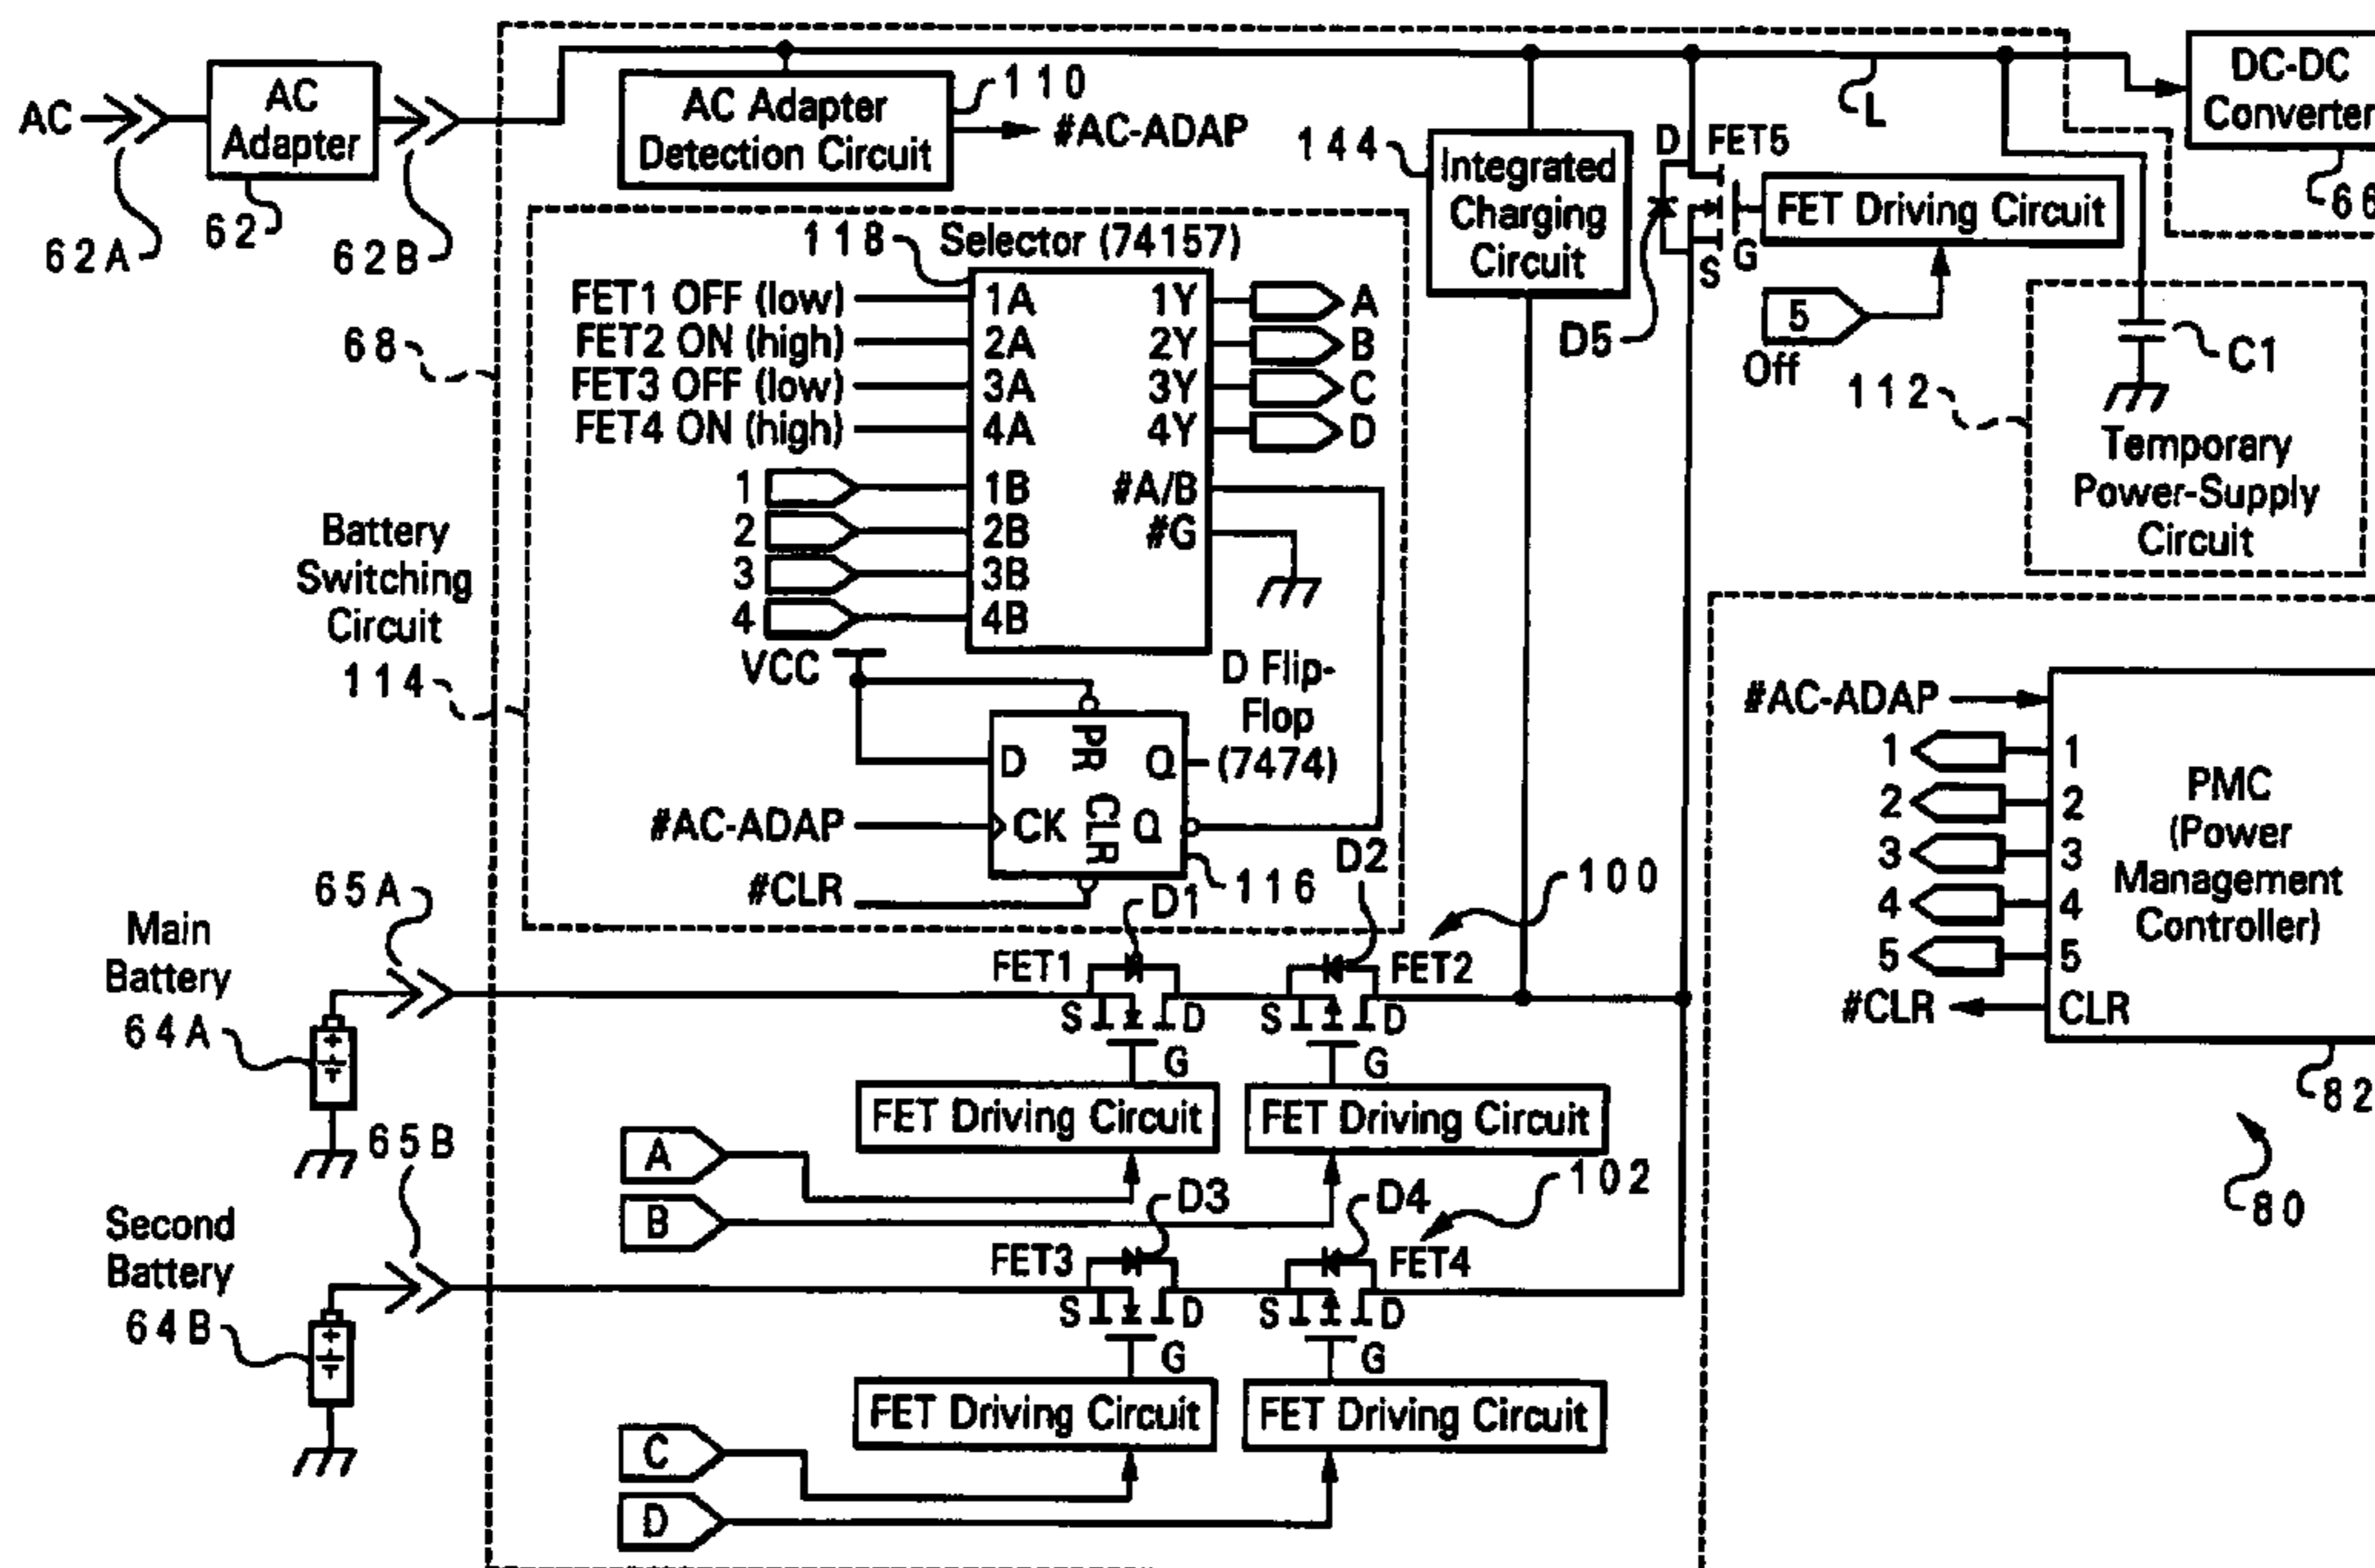 AC
AC
Adapter
62A
62
62B
AC Adapter
Detection Circuit
110
#AC-ADAP
144
Integrated
Charging
Circuit
D
FET5
S
G
D5
FET Driving Circuit
5
Off
L
DC-DC
Converter
66
112
C1
Temporary
Power-Supply
Circuit
68
Battery
Switching
Circuit
114
118
Selector (74157)
FET1 OFF (low)
FET2 ON (high)
FET3 OFF (low)
FET4 ON (high)
1A
2A
3A
4A
1Y
2Y
3Y
4Y
A
B
C
D
1
2
3
4
1B
2B
3B
4B
#A/B
#G
VCC
D Flip-
Flop
(7474)
D
PR
Q
#AC-ADAP
CK
CLR
Q
#CLR
116
D1
D2
100
#AC-ADAP
1
2
3
4
5
1
2
3
4
5
#CLR
CLR
PMC
(Power
Management
Controller)
82
80
Main
Battery
64A
65A
FET1
FET2
S
D
S
D
G
G
FET Driving Circuit
FET Driving Circuit
A
B
Second
Battery
64B
65B
D3
D4
102
FET3
FET4
S
D
S
D
G
G
FET Driving Circuit
FET Driving Circuit
C
D